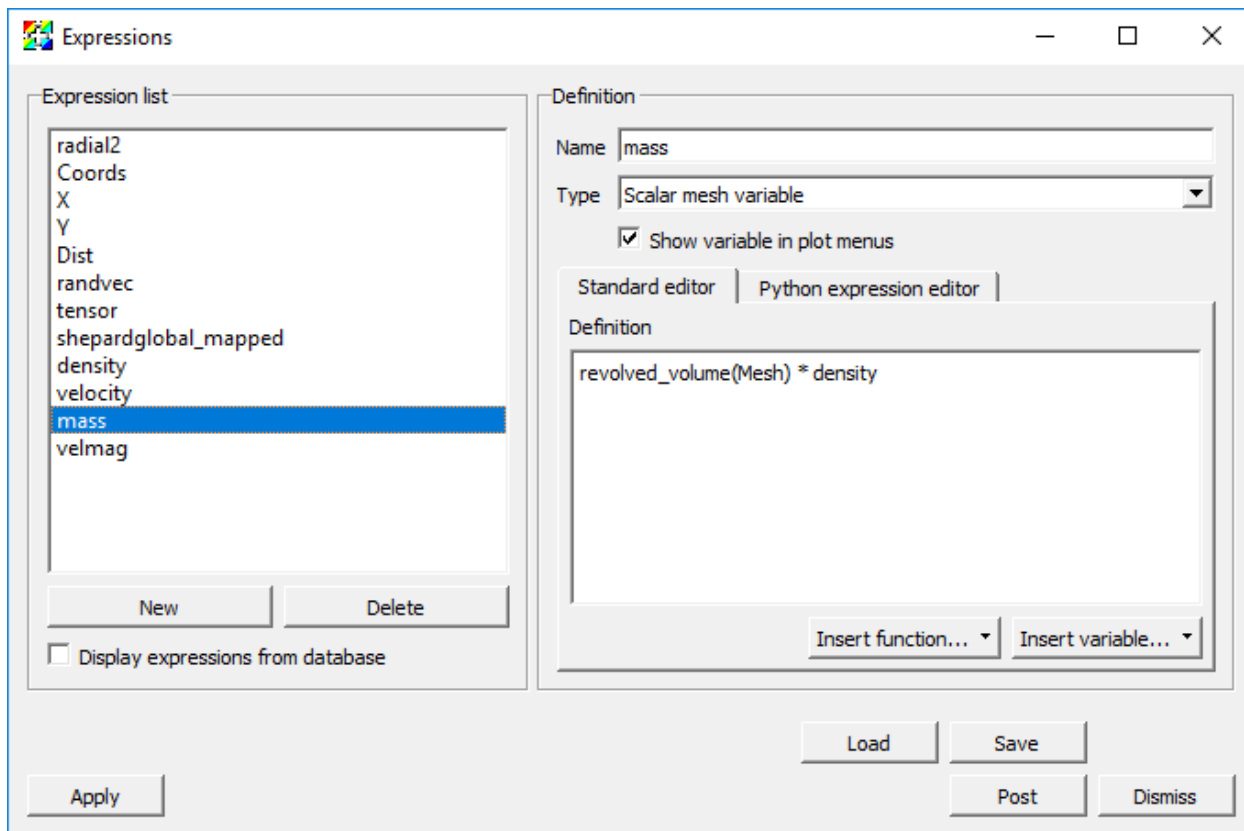 Expressions
Expression list
radial2
Coords
X
Y
Dist
randvec
tensor
shepardglobal_mapped
density
velocity
mass
velmag
New
Delete
Display expressions from database
Definition
Name mass
Type Scalar mesh variable
Show variable in plot menus
Standard editor
Python expression editor
Definition
revolved_volume(Mesh) * density
Insert function...
Insert variable...
Load
Save
Apply
Post
Dismiss